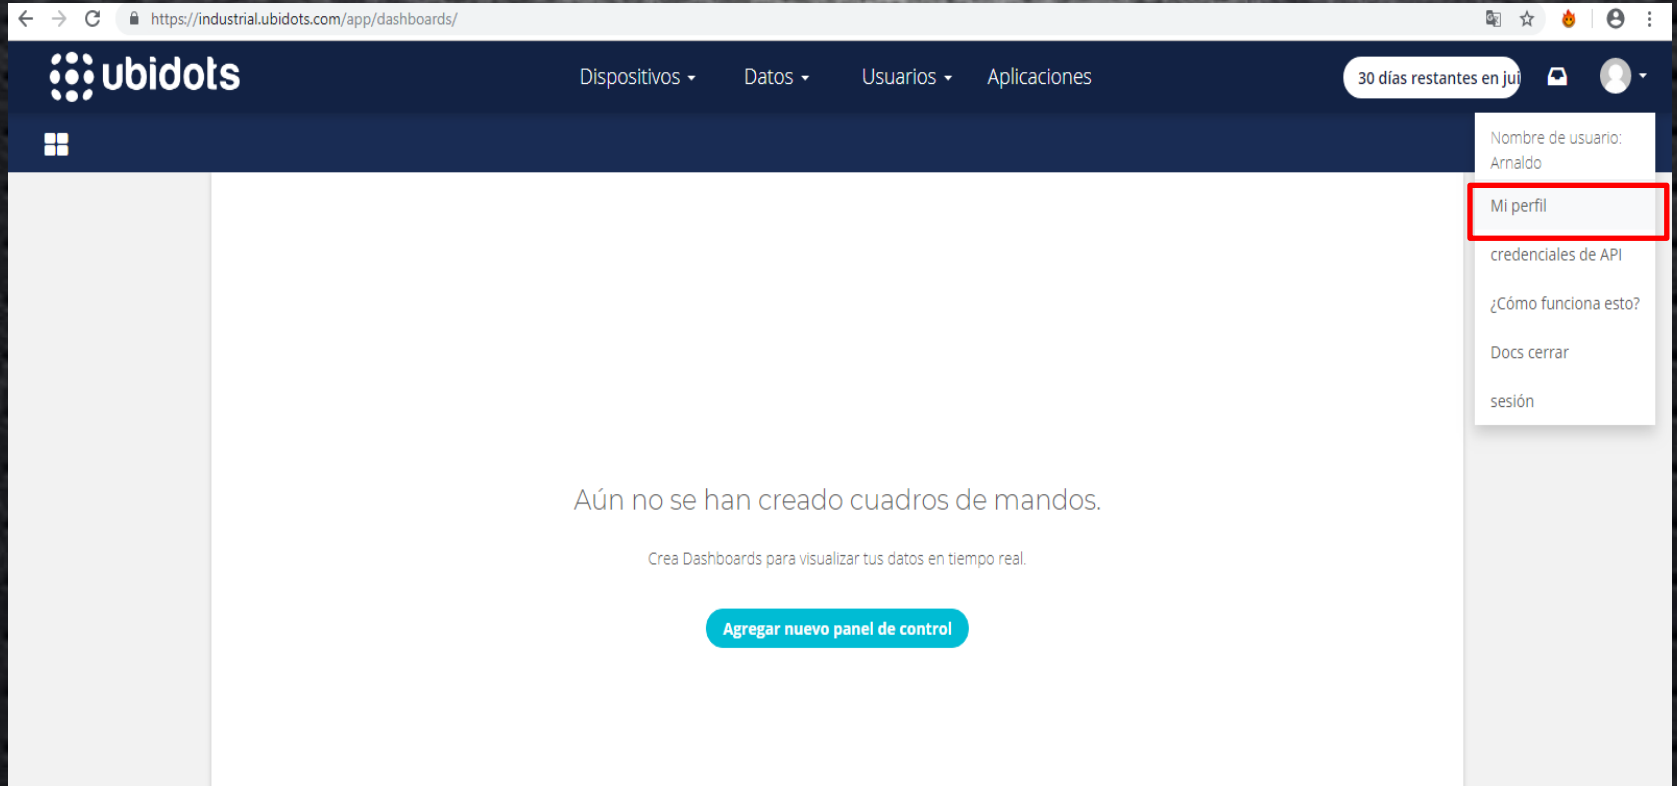 https://industrial.ubidots.com/app/dashboards/
ubidots
Dispositivos
Datos
Usuarios
Aplicaciones
30 días restantes en jui
Nombre de usuario:
Arnaldo
Mi perfil
credenciales de API
¿Cómo funciona esto?
Docs cerrar
sesión
Aún no se han creado cuadros de mandos.
Crea Dashboards para visualizar tus datos en tiempo real.
Agregar nuevo panel de control